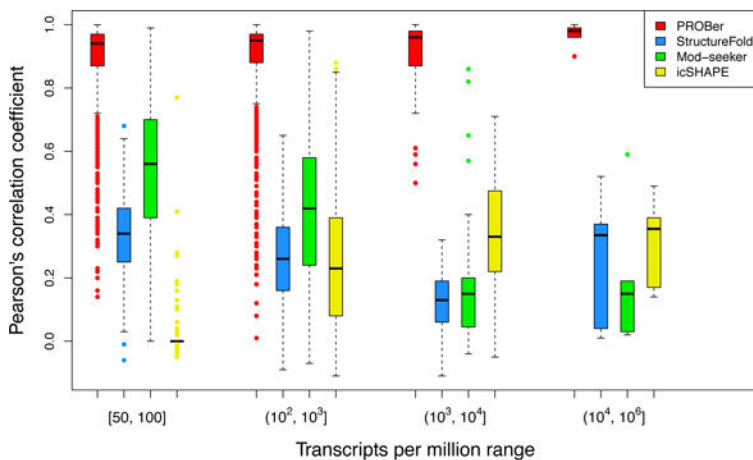 1.0
0.8
0.6
0.4
0.2
0.0
Pearson's correlation coefficient
PROBer
StructureFold
Mod-seeker
icSHAPE
[50, 100]
(10², 10³]
(10³, 10⁴]
(10⁴, 10⁶]
Transcripts per million range